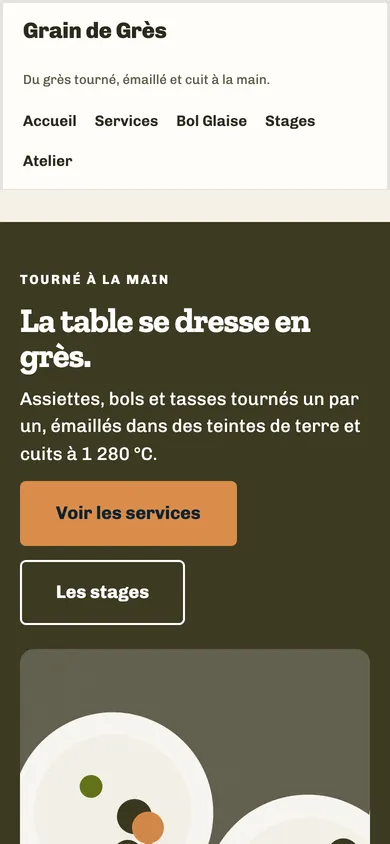 Grain de Grès
Du grès tourné, émaillé et cuit à la main.
Accueil Services Bol Glaise Stages
Atelier
TOURNÉ À LA MAIN
La table se dresse en
grès.
Assiettes, bols et tasses tournés un par
un, émaillés dans des teintes de terre et
cuits à 1 280 °C.
Voir les services
Les stages